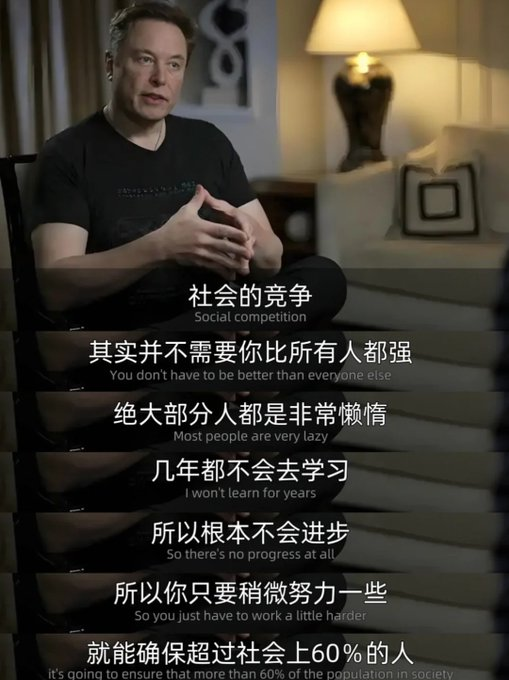 社会的竞争
Social competition
其实并不需要你比所有人都强
You don't have to be better than everyone else
绝大部分人都是非常懒惰
Most people are very lazy
几年都不会去学习
I won't learn for years
所以根本不会进步
So there's no progress at all
所以你只要稍微努力一些
So you just have to work a little harder
就能确保超过社会上60%的人
it's going to ensure that more than 60% of the population in society